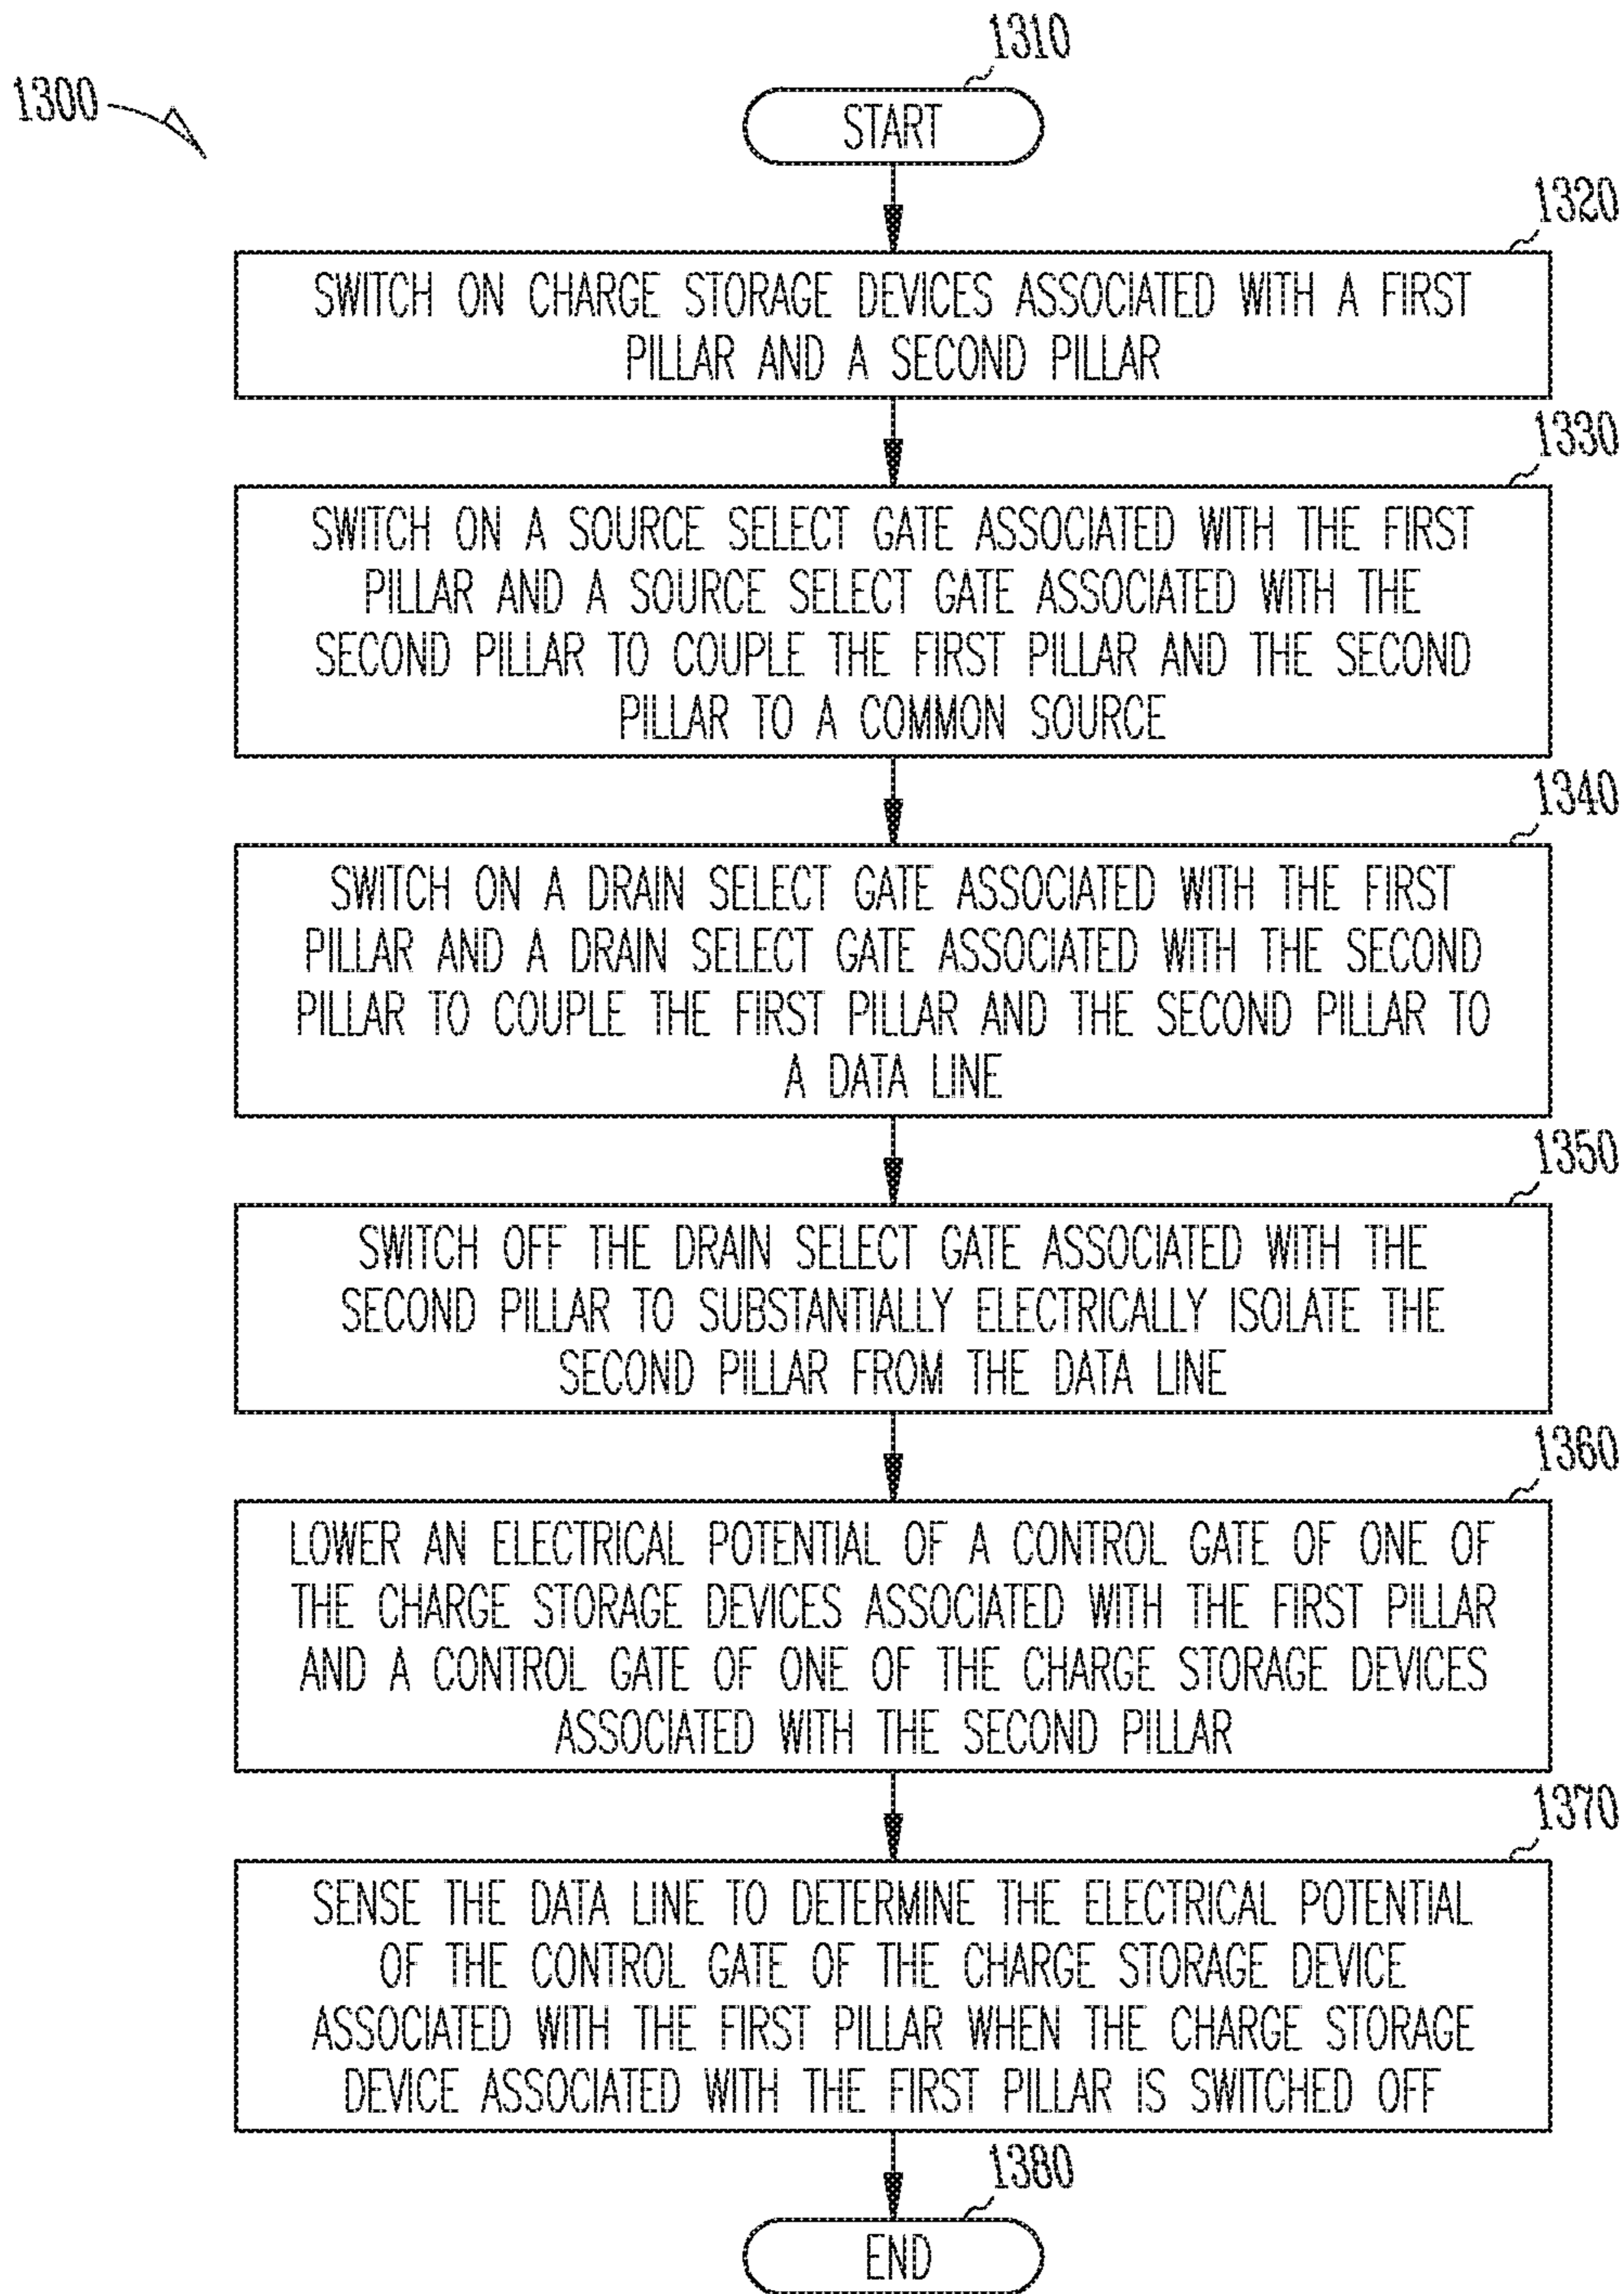 1300
1310
START
1320
SWITCH ON CHARGE STORAGE DEVICES ASSOCIATED WITH A FIRST
PILLAR AND A SECOND PILLAR
1330
SWITCH ON A SOURCE SELECT GATE ASSOCIATED WITH THE FIRST
PILLAR AND A SOURCE SELECT GATE ASSOCIATED WITH THE
SECOND PILLAR TO COUPLE THE FIRST PILLAR AND THE SECOND
PILLAR TO A COMMON SOURCE
1340
SWITCH ON A DRAIN SELECT GATE ASSOCIATED WITH THE FIRST
PILLAR AND A DRAIN SELECT GATE ASSOCIATED WITH THE SECOND
PILLAR TO COUPLE THE FIRST PILLAR AND THE SECOND PILLAR TO
A DATA LINE
1350
SWITCH OFF THE DRAIN SELECT GATE ASSOCIATED WITH THE
SECOND PILLAR TO SUBSTANTIALLY ELECTRICALLY ISOLATE THE
SECOND PILLAR FROM THE DATA LINE
1360
LOWER AN ELECTRICAL POTENTIAL OF A CONTROL GATE OF ONE OF
THE CHARGE STORAGE DEVICES ASSOCIATED WITH THE FIRST PILLAR
AND A CONTROL GATE OF ONE OF THE CHARGE STORAGE DEVICES
ASSOCIATED WITH THE SECOND PILLAR
1370
SENSE THE DATA LINE TO DETERMINE THE ELECTRICAL POTENTIAL
OF THE CONTROL GATE OF THE CHARGE STORAGE DEVICE
ASSOCIATED WITH THE FIRST PILLAR WHEN THE CHARGE STORAGE
DEVICE ASSOCIATED WITH THE FIRST PILLAR IS SWITCHED OFF
1380
END